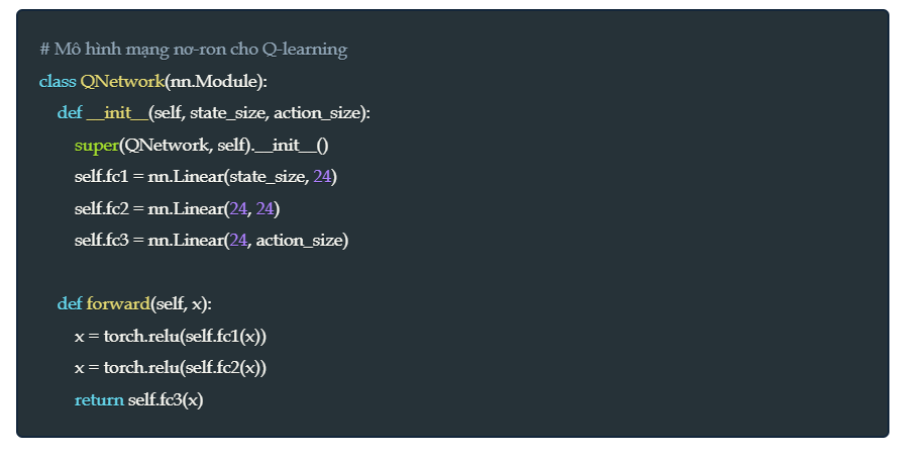 # Mô hình mạng nơ-ron cho Q-learning
class QNetwork(nn.Module):
def __init__(self, state_size, action_size):
super(QNetwork, self).__init__()
self.fc1 = nn.Linear(state_size, 24)
self.fc2 = nn.Linear(24, 24)
self.fc3 = nn.Linear(24, action_size)
def forward(self, x):
x = torch.relu(self.fc1(x))
x = torch.relu(self.fc2(x))
return self.fc3(x)